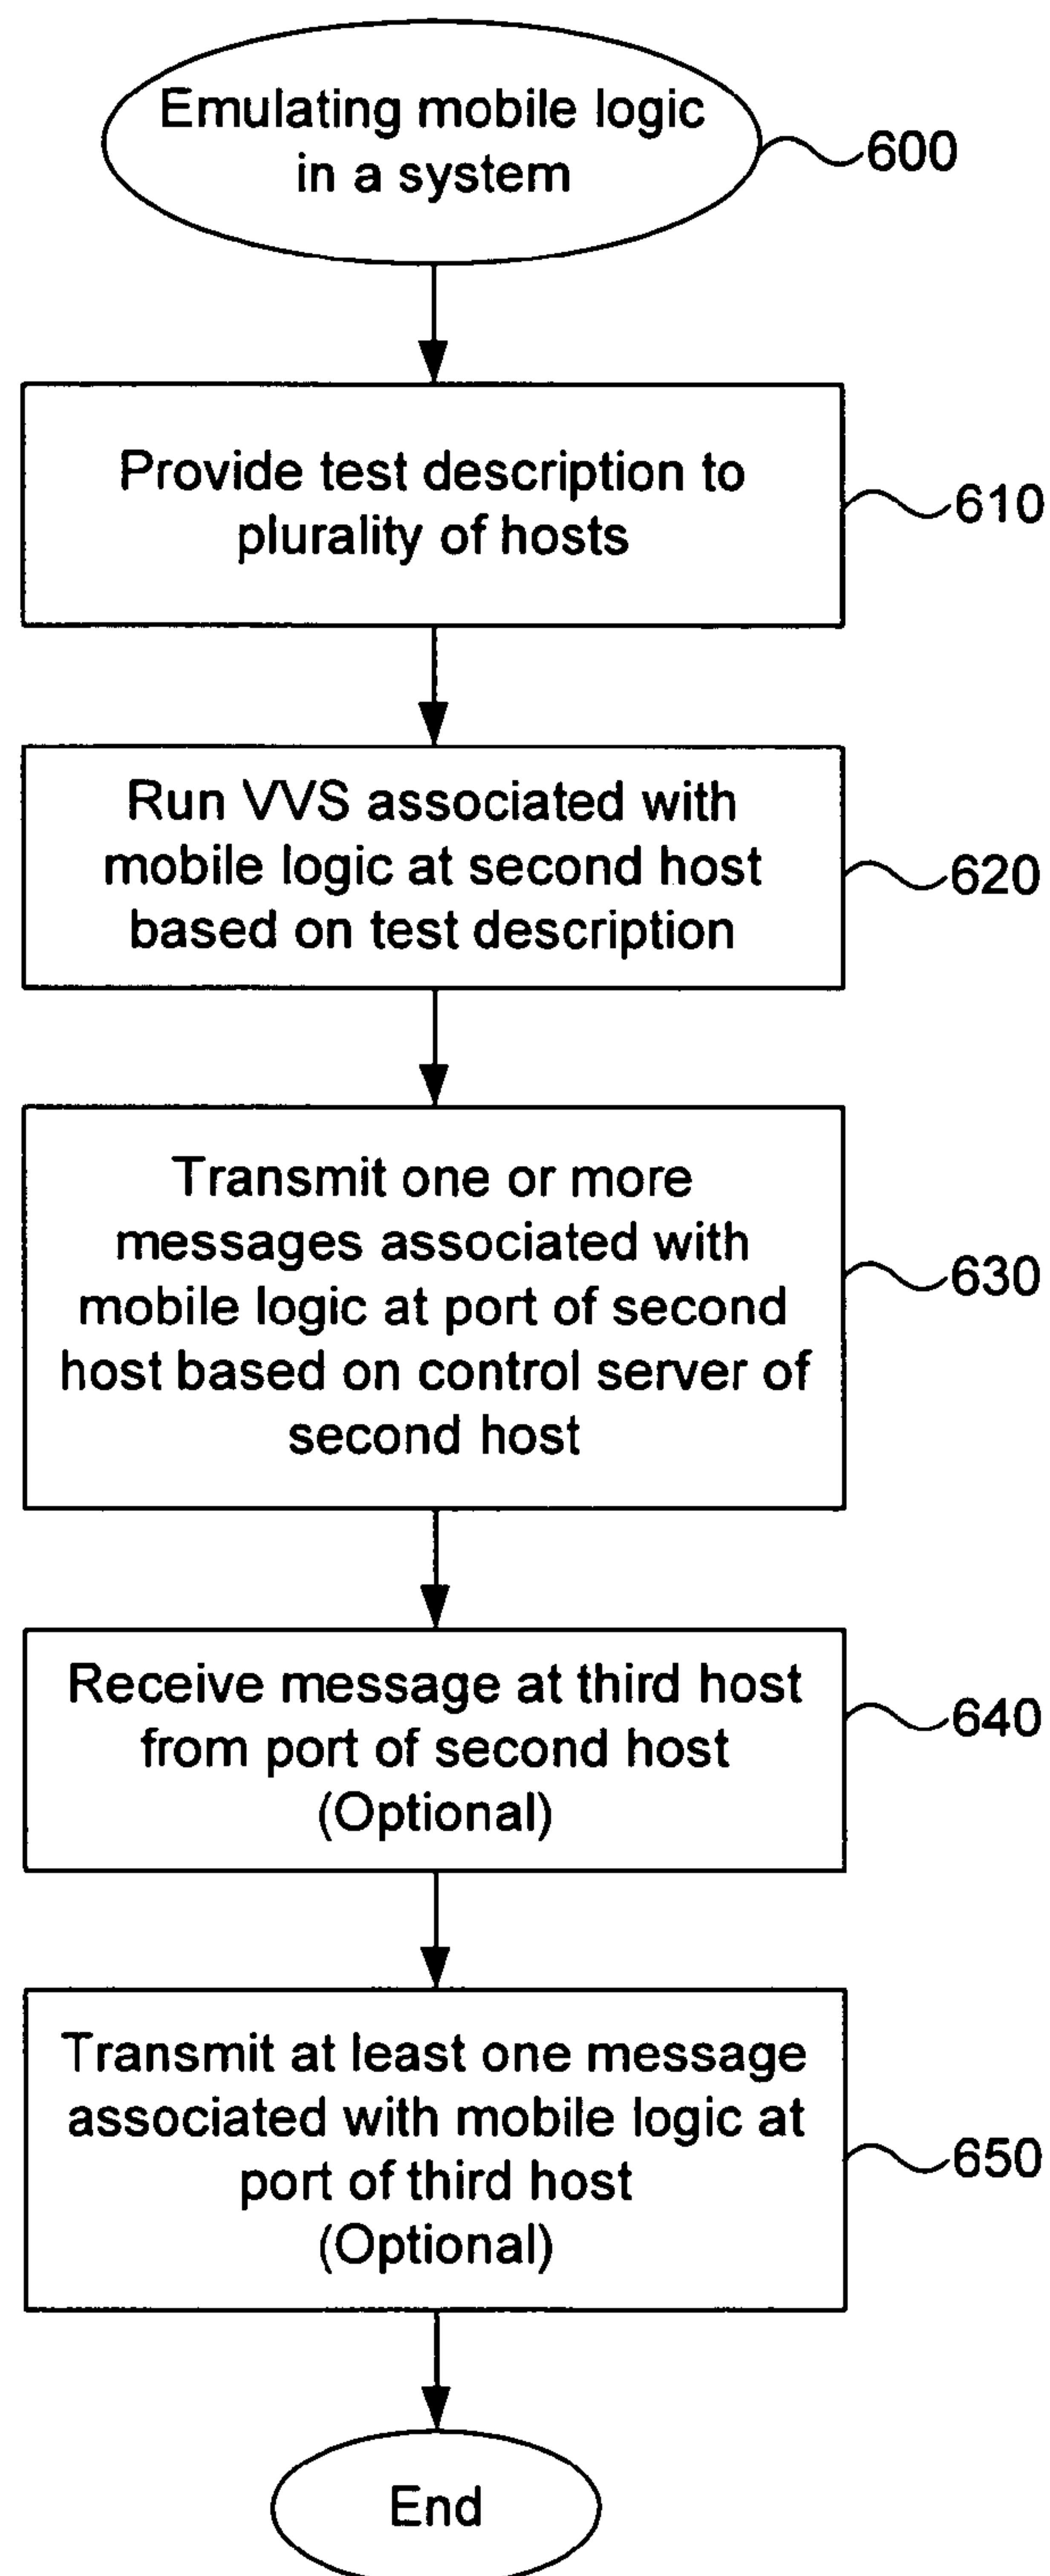 Emulating mobile logic
in a system
600
Provide test description to
plurality of hosts
610
Run VVS associated with
mobile logic at second host
based on test description
620
Transmit one or more
messages associated with
mobile logic at port of second
host based on control server of
second host
630
Receive message at third host
from port of second host
(Optional)
640
Transmit at least one message
associated with mobile logic at
port of third host
(Optional)
650
End